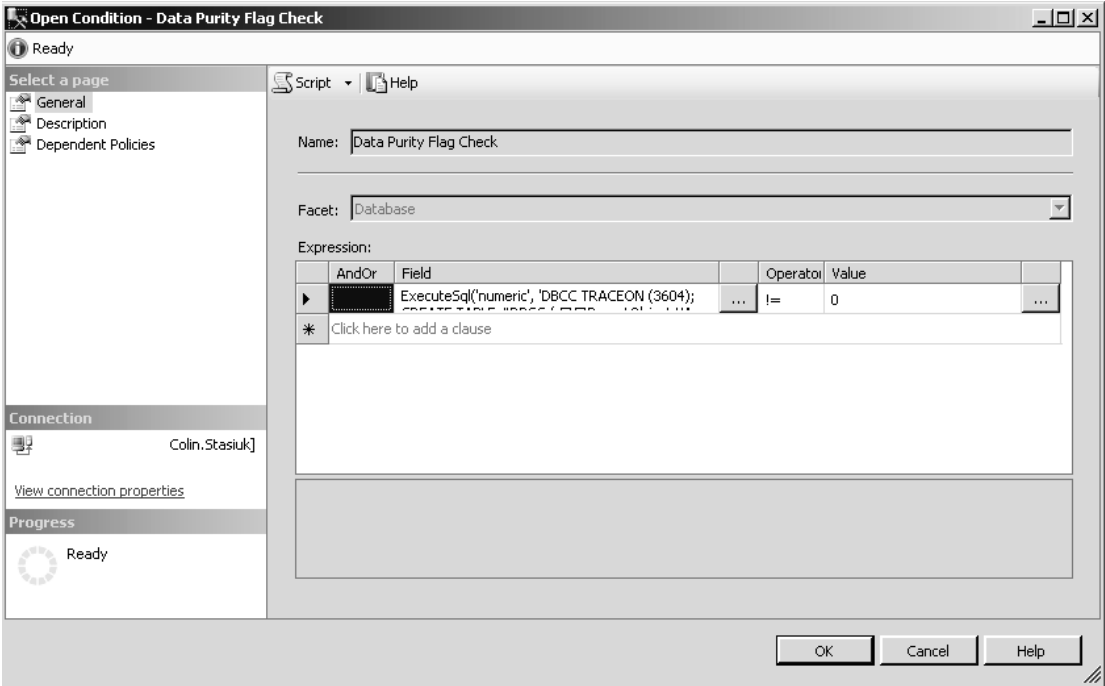 Open Condition - Data Purity Flag Check
Ready
Select a page
General
Description
Dependent Policies
Script
Help
Name: Data Purity Flag Check
Facet: Database
Expression:
AndOr Field Operator Value
ExecuteSql('numeric', 'DBCC TRACEON (3604); ... != 0 ...
Click here to add a clause
Connection
Colin.Stasiuk]
View connection properties
Progress
Ready
OK Cancel Help